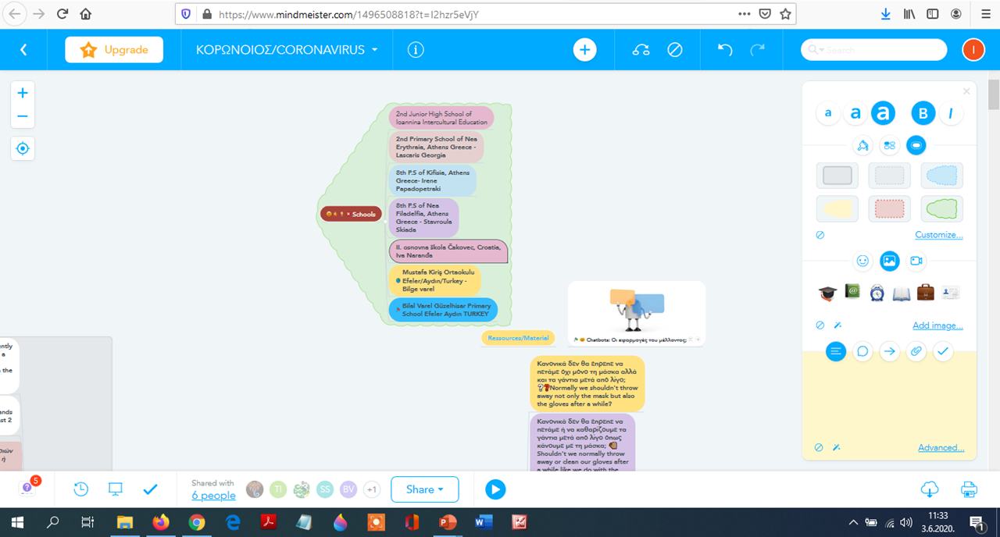 https://www.mindmeister.com/1496508818?t=I2hzr5eVjY
Upgrade
ΚΟΡΩΝΟΙΟΣ/CORONAVIRUS
Search
I
2nd Junior High School of
Ioannina Intercultural Education
2nd Primary School of Nea
Erythraia, Athens Greece -
Lascaris Georgia
8th P.S of Kifisia, Athens
Greece- Irene
Papadopetraki
8th P.S of Nea
Filadelfia, Athens
Greece - Stavroula
Skiada
Schools
II. osnovna škola Čakovec, Croatia,
Iva Naranđa
Mustafa Kiriş Ortaokulu
Efeler/Aydın/Turkey -
Bilge varel
Bilal Varel Güzelhisar Primary
School Efeler Aydın TURKEY
Ressources/Material
Chatbots: Οι εφαρμογές του μέλλοντος;
Κανονικά δεν θα έπρεπε να
πετάμε όχι μόνο τη μάσκα αλλά
και τα γάντια μετά από λίγο;
❔❓Normally we shouldn't throw
away not only the mask but also
the gloves after a while?
Κανονικά δεν θα έπρεπε να
πετάμε ή να καθαρίζουμε τα
γάντια μετά από λίγο όπως
κάνουμε με τη μάσκα;
Shouldn't we normally throw
away or clean our gloves after
a while like we do with the
ently
a
the
ands
st 2
ή
a
a
a
B
I
Customize...
Add image...
Advanced...
5
Shared with
6 people
TI
SS
BV
+1
Share
11:33
3.6.2020.
1